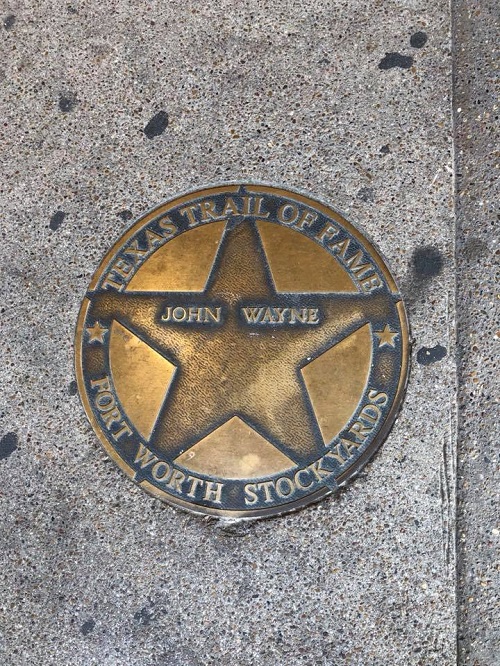 TEXAS TRAIL OF FAME
JOHN WAYNE
FORT WORTH STOCKYARDS